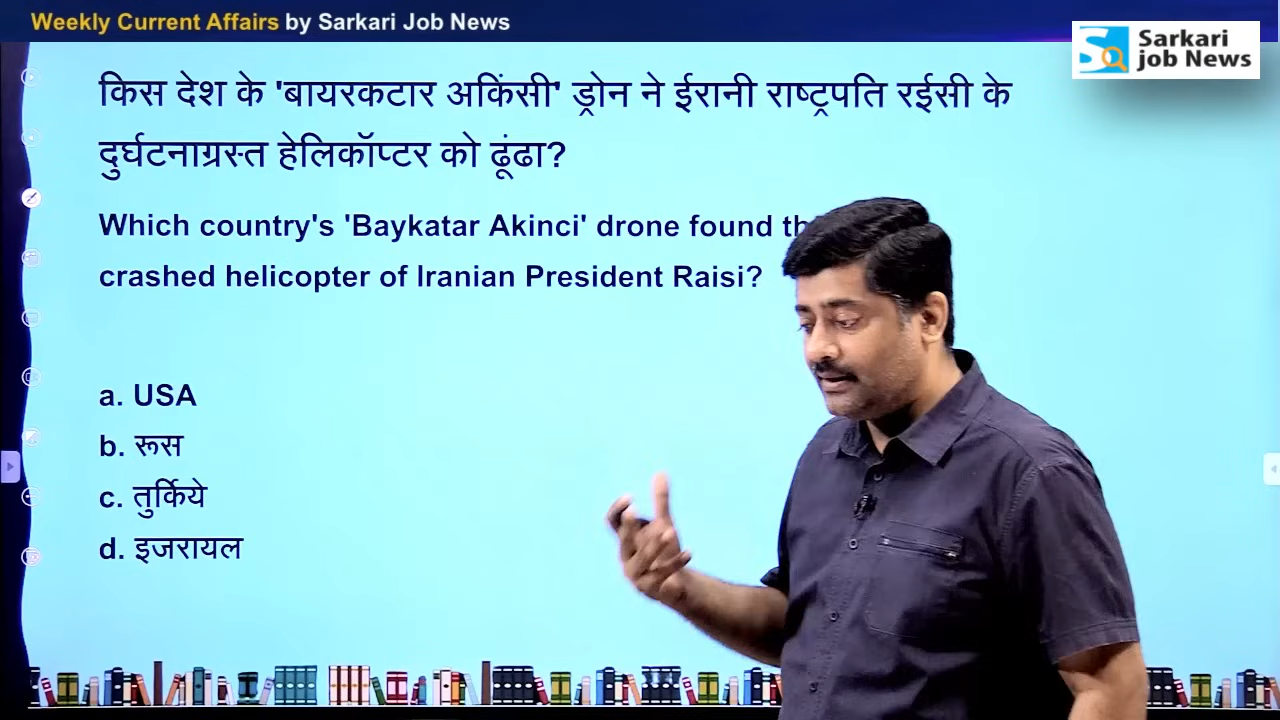 Weekly Current Affairs by Sarkari Job News
Sarkari
job News
किस देश के 'बायरकटार अकिंसी' ड्रोन ने ईरानी राष्ट्रपति रईसी के
दुर्घटनाग्रस्त हेलिकॉप्टर को ढूंढा?
Which country's 'Baykatar Akinci' drone found
crashed helicopter of Iranian President Raisi?
a. USA
b. रूस
c. तुर्किये
d. इजरायल